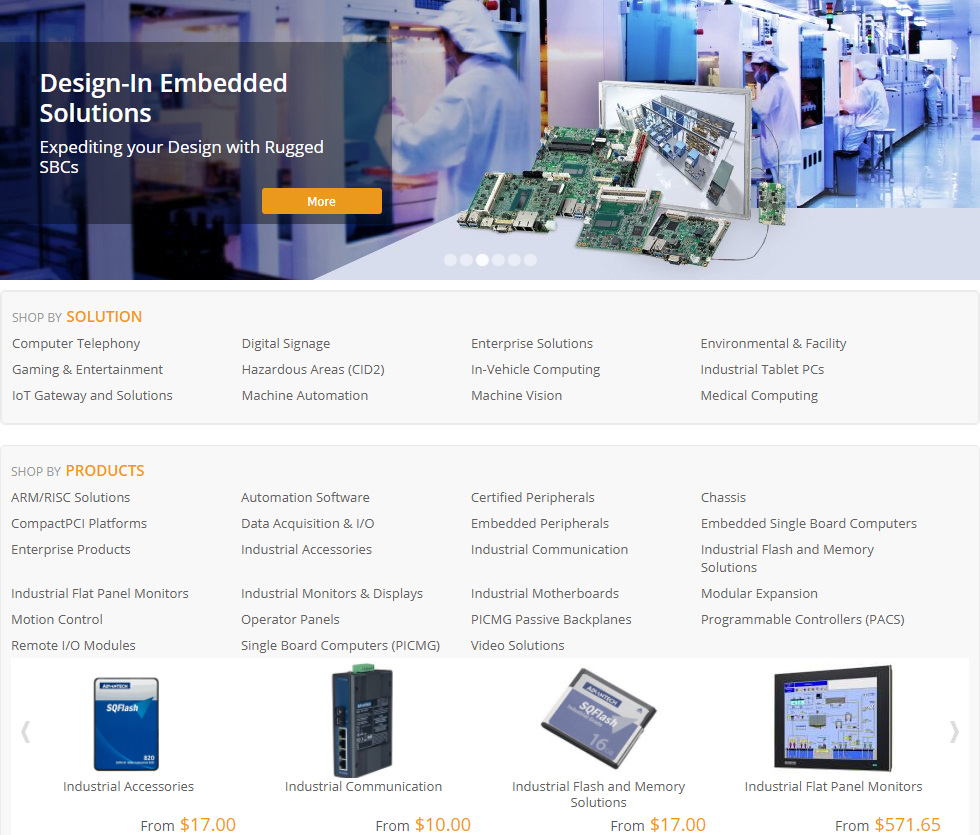 Design-In Embedded
Solutions
Expediting your Design with Rugged
SBCs
More
SHOP BY SOLUTION
Computer Telephony
Digital Signage
Enterprise Solutions
Environmental & Facility
Gaming & Entertainment
Hazardous Areas (CID2)
In-Vehicle Computing
Industrial Tablet PCs
IoT Gateway and Solutions
Machine Automation
Machine Vision
Medical Computing
SHOP BY PRODUCTS
ARM/RISC Solutions
Automation Software
Certified Peripherals
Chassis
CompactPCI Platforms
Data Acquisition & I/O
Embedded Peripherals
Embedded Single Board Computers
Enterprise Products
Industrial Accessories
Industrial Communication
Industrial Flash and Memory
Solutions
Industrial Flat Panel Monitors
Industrial Monitors & Displays
Industrial Motherboards
Modular Expansion
Motion Control
Operator Panels
PICMG Passive Backplanes
Programmable Controllers (PACS)
Remote I/O Modules
Single Board Computers (PICMG)
Video Solutions
ADVANTECH
SQFlash
820
ADVANTECH
SQFlash
16
Industrial Accessories
Industrial Communication
Industrial Flash and Memory
Solutions
Industrial Flat Panel Monitors
From $17.00
From $10.00
From $17.00
From $571.65